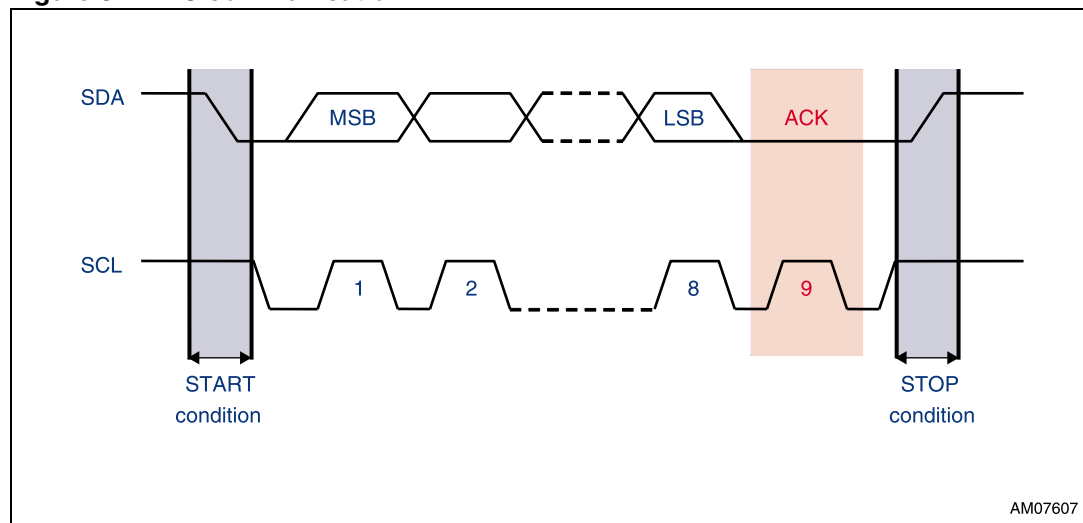 SDA
MSB
LSB
ACK
SCL
1
2
8
9
START
condition
STOP
condition
AM07607